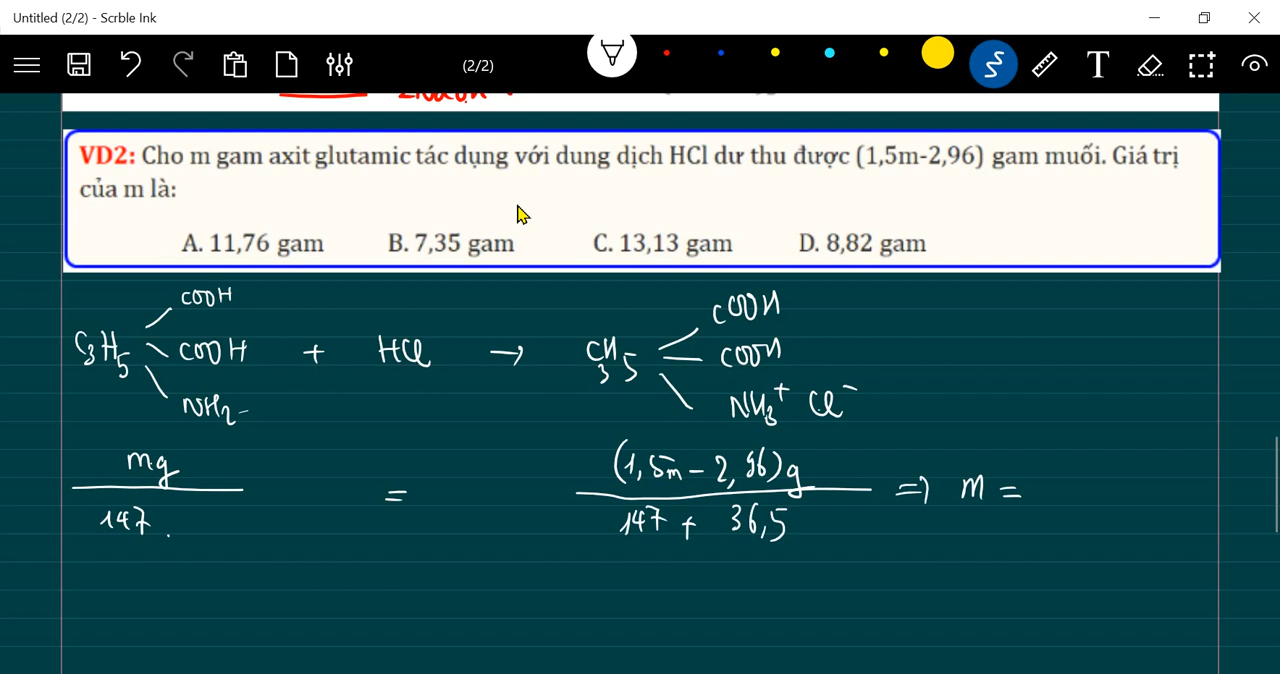 Untitled (2/2) - Scrble Ink
(2/2)
VD2: Cho m gam axit glutamic tác dụng với dung dịch HCl dư thu được (1,5m-2,96) gam muối. Giá trị
của m là:
A. 11,76 gam B. 7,35 gam C. 13,13 gam D. 8,82 gam
COOH COOH
C3H5 COOH + HCl → C3H5 COOH
NH2 NH3+ Cl−
mg (1,5m − 2,96)g
= => m =
147 147 + 36,5